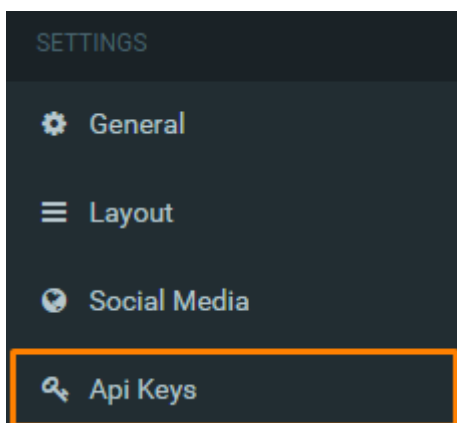 SETTINGS
General
Layout
Social Media
Api Keys